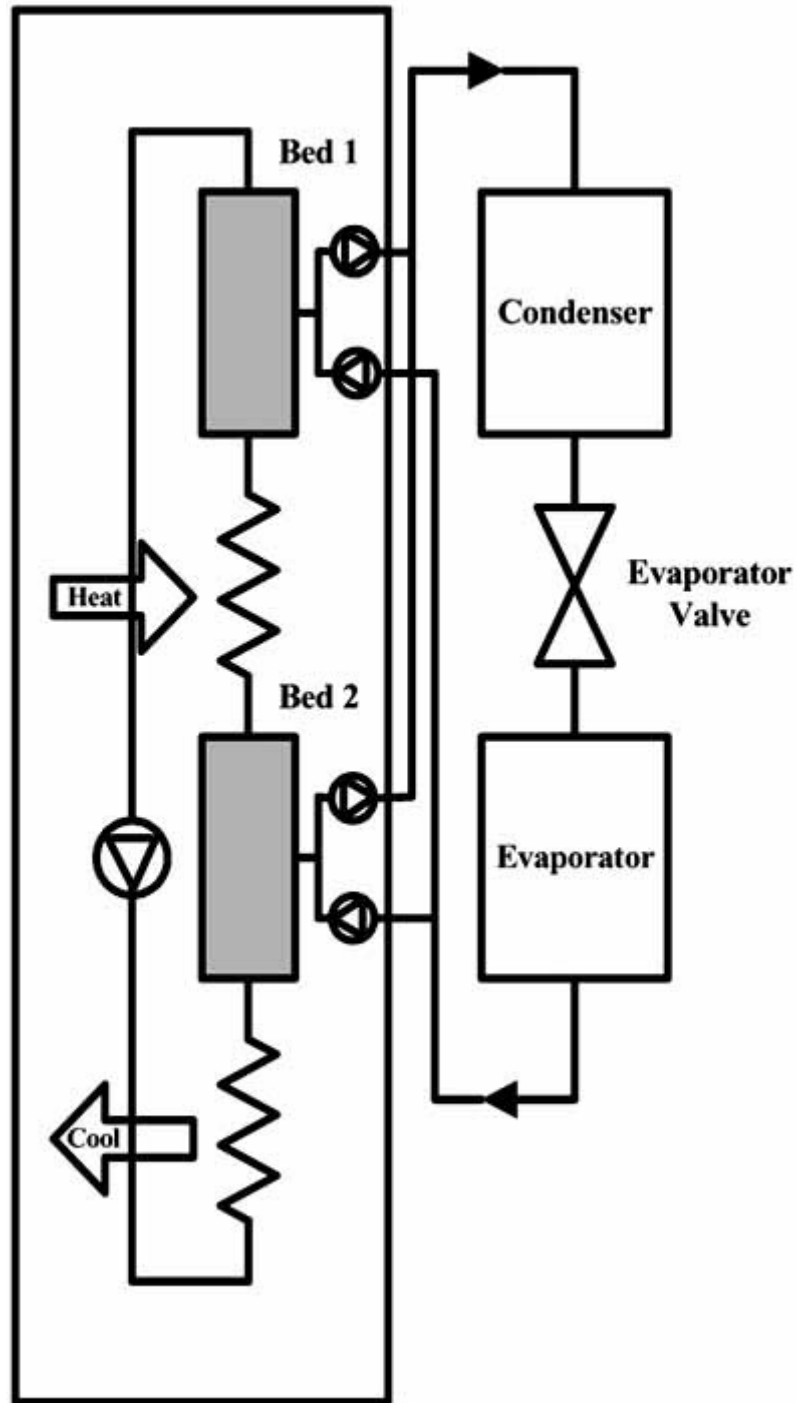 Bed 1
Condenser
Heat
Evaporator
Valve
Bed 2
Evaporator
Cool